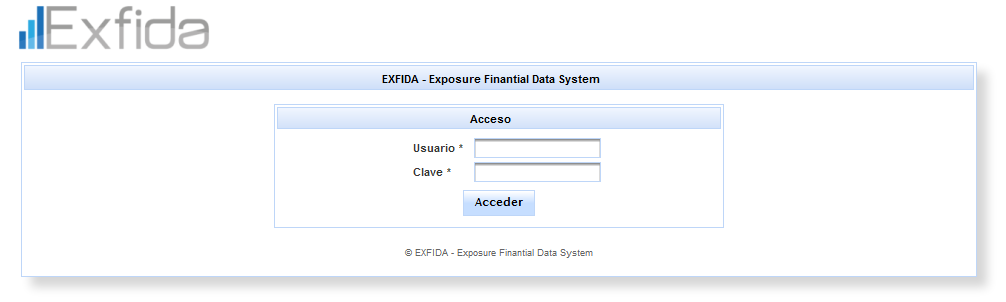 Exfida
EXFIDA - Exposure Finantial Data System
Acceso
Usuario *
Clave *
Acceder
© EXFIDA - Exposure Finantial Data System